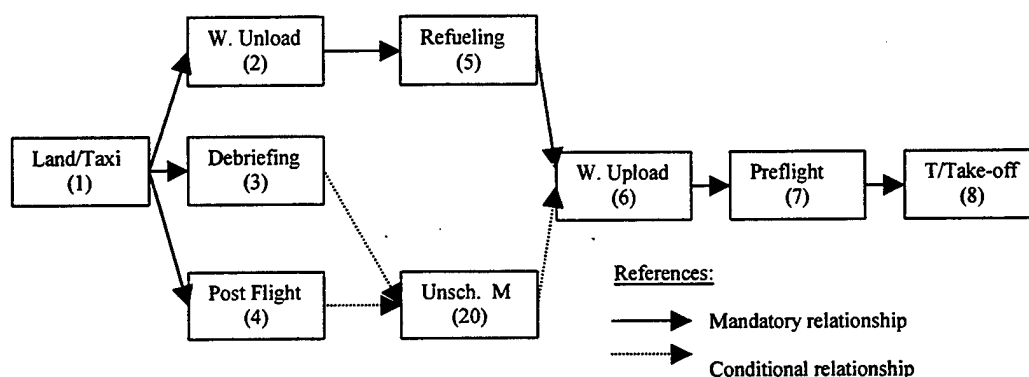 W. Unload
(2)
Refueling
(5)
Land/Taxi
(1)
Debriefing
(3)
W. Upload
(6)
Preflight
(7)
T/Take-off
(8)
Post Flight
(4)
Unsch. M
(20)
References:
Mandatory relationship
Conditional relationship